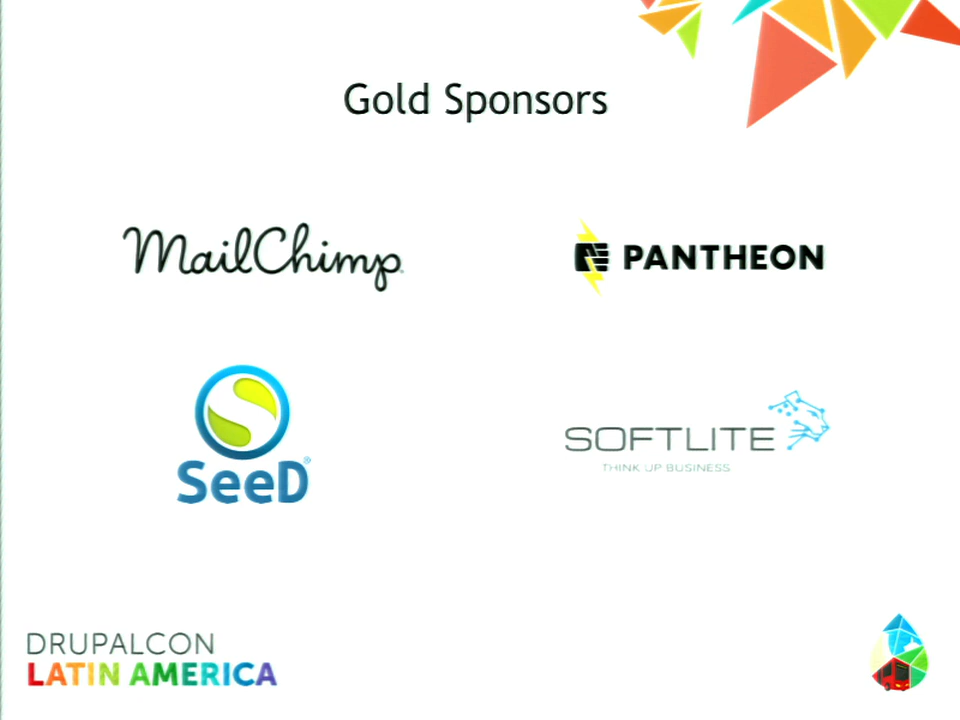 Gold Sponsors
MailChimp
PANTHEON
SeeD®
SOFTLITE
THINK UP BUSINESS
DRUPALCON
LATIN AMERICA